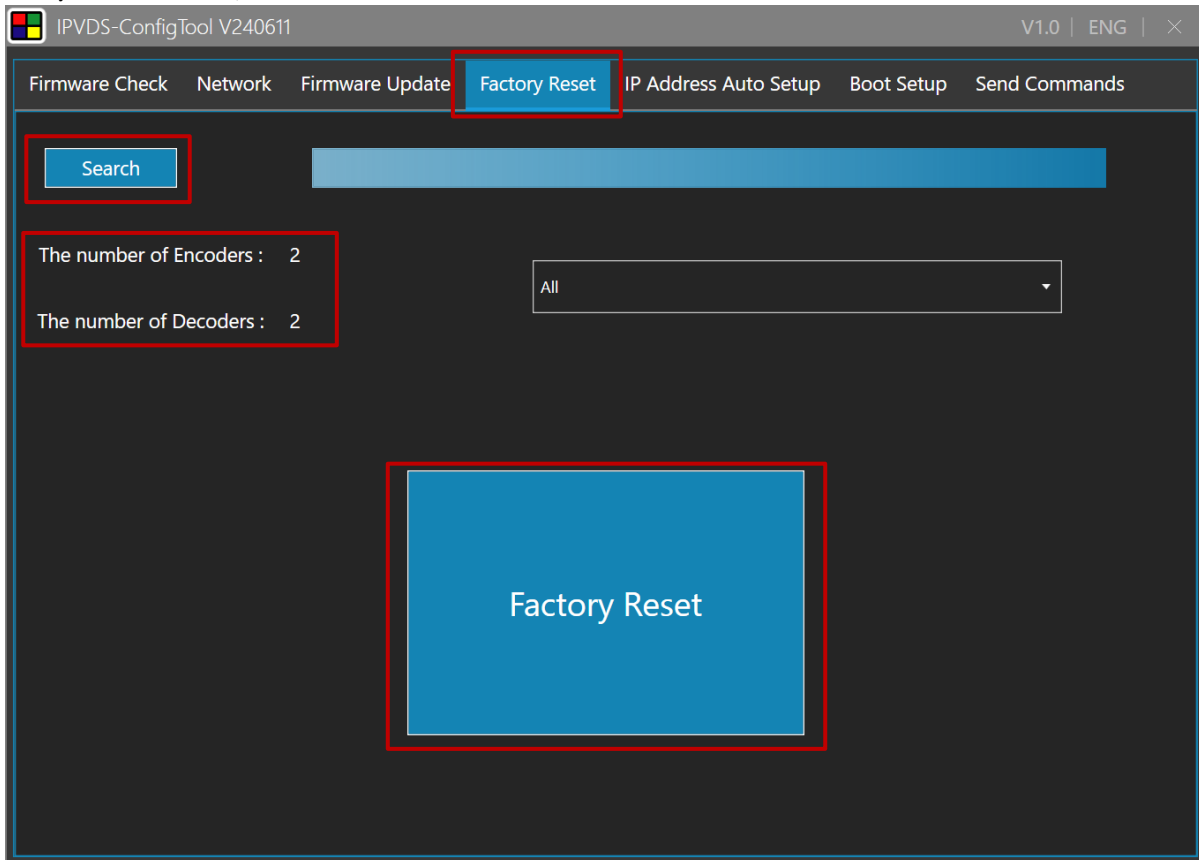 IPVDS-ConfigTool V240611 V1.0 | ENG |
Firmware Check Network Firmware Update Factory Reset IP Address Auto Setup Boot Setup Send Commands
Search
The number of Encoders : 2
All
The number of Decoders : 2
Factory Reset